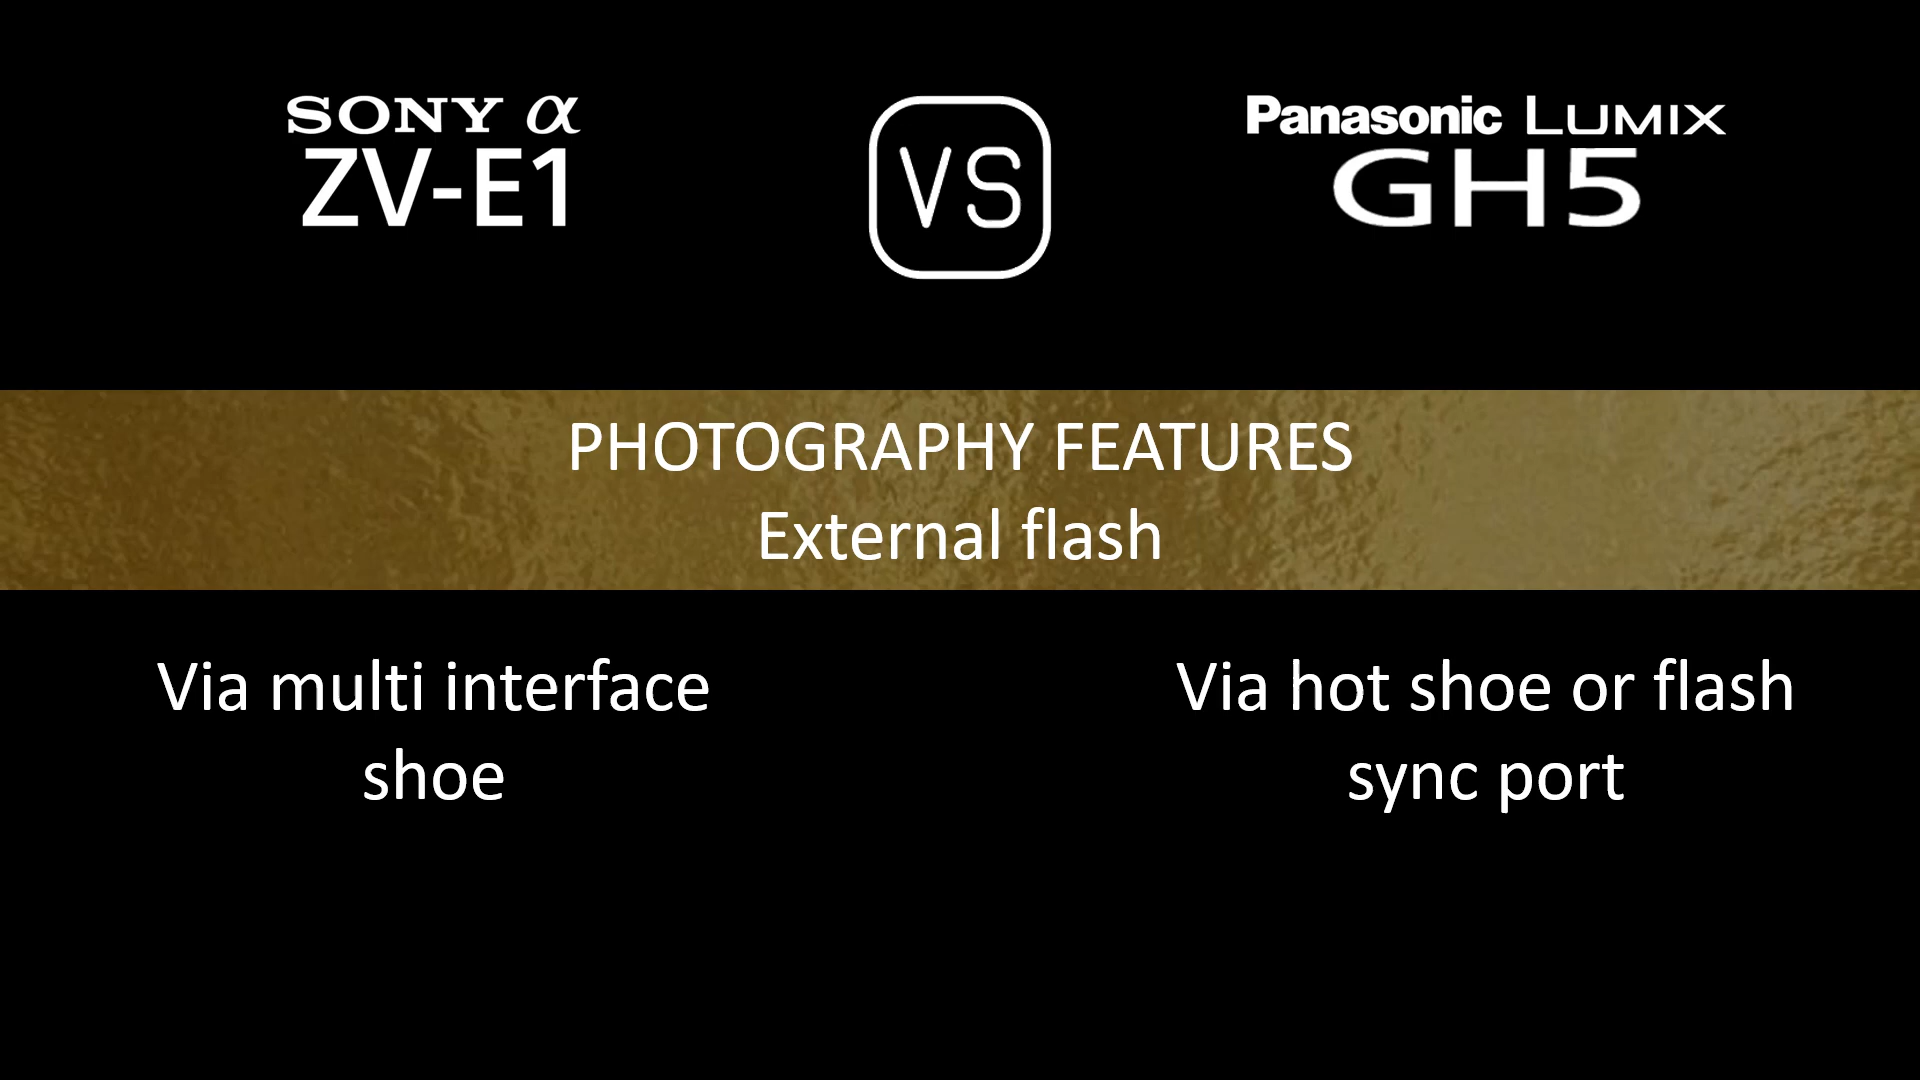 SONY α
ZV-E1
VS
Panasonic LUMIX
GH5
PHOTOGRAPHY FEATURES
External flash
Via multi interface
shoe
Via hot shoe or flash
sync port